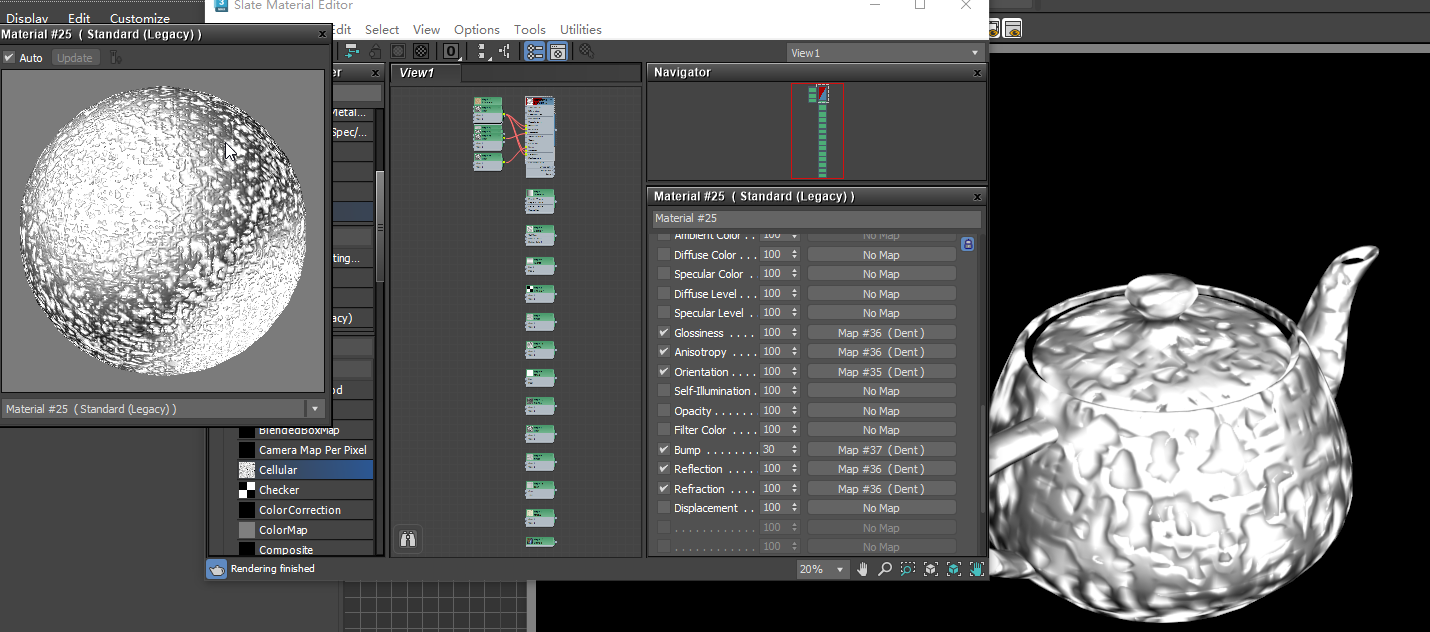 Slate Material Editor
Display Edit Customize
Material #25 ( Standard (Legacy) )
Auto Update
Edit Select View Options Tools Utilities
View1
View1
Navigator
Metal...
Spec/...
ting...
acy)
Material #25 ( Standard (Legacy) )
Material #25
Ambient Color . . 100 No Map
Diffuse Color . . . 100 No Map
Specular Color . 100 No Map
Diffuse Level . . . 100 No Map
Specular Level . 100 No Map
Glossiness . . . . 100 Map #36 (Dent)
Anisotropy . . . . 100 Map #36 (Dent)
Orientation . . . . 100 Map #35 (Dent)
Self-Illumination . 100 No Map
Opacity . . . . . . 100 No Map
Filter Color . . . . 100 No Map
Bump . . . . . . . . 30 Map #37 (Dent)
Reflection . . . . 100 Map #36 (Dent)
Refraction . . . . 100 Map #36 (Dent)
Displacement . . 100 No Map
. . . . . . . . . . . . 100 No Map
. . . . . . . . . . . . 100 No Map
Material #25 ( Standard (Legacy) )
BlendedBoxMap
Camera Map Per Pixel
Cellular
Checker
ColorCorrection
ColorMap
Composite
Rendering finished
20%